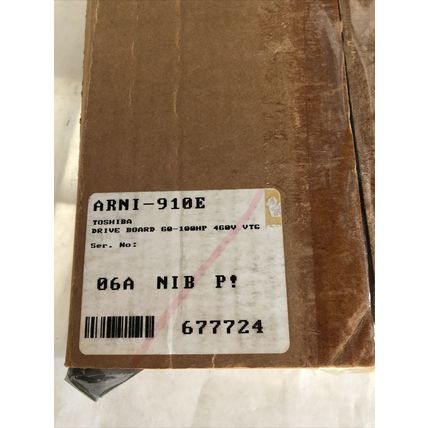 ARNI-910E
TOSHIBA
DRIVE BOARD 60-100HP 460V VTC
Ser. No:
06A NIB P!
677724